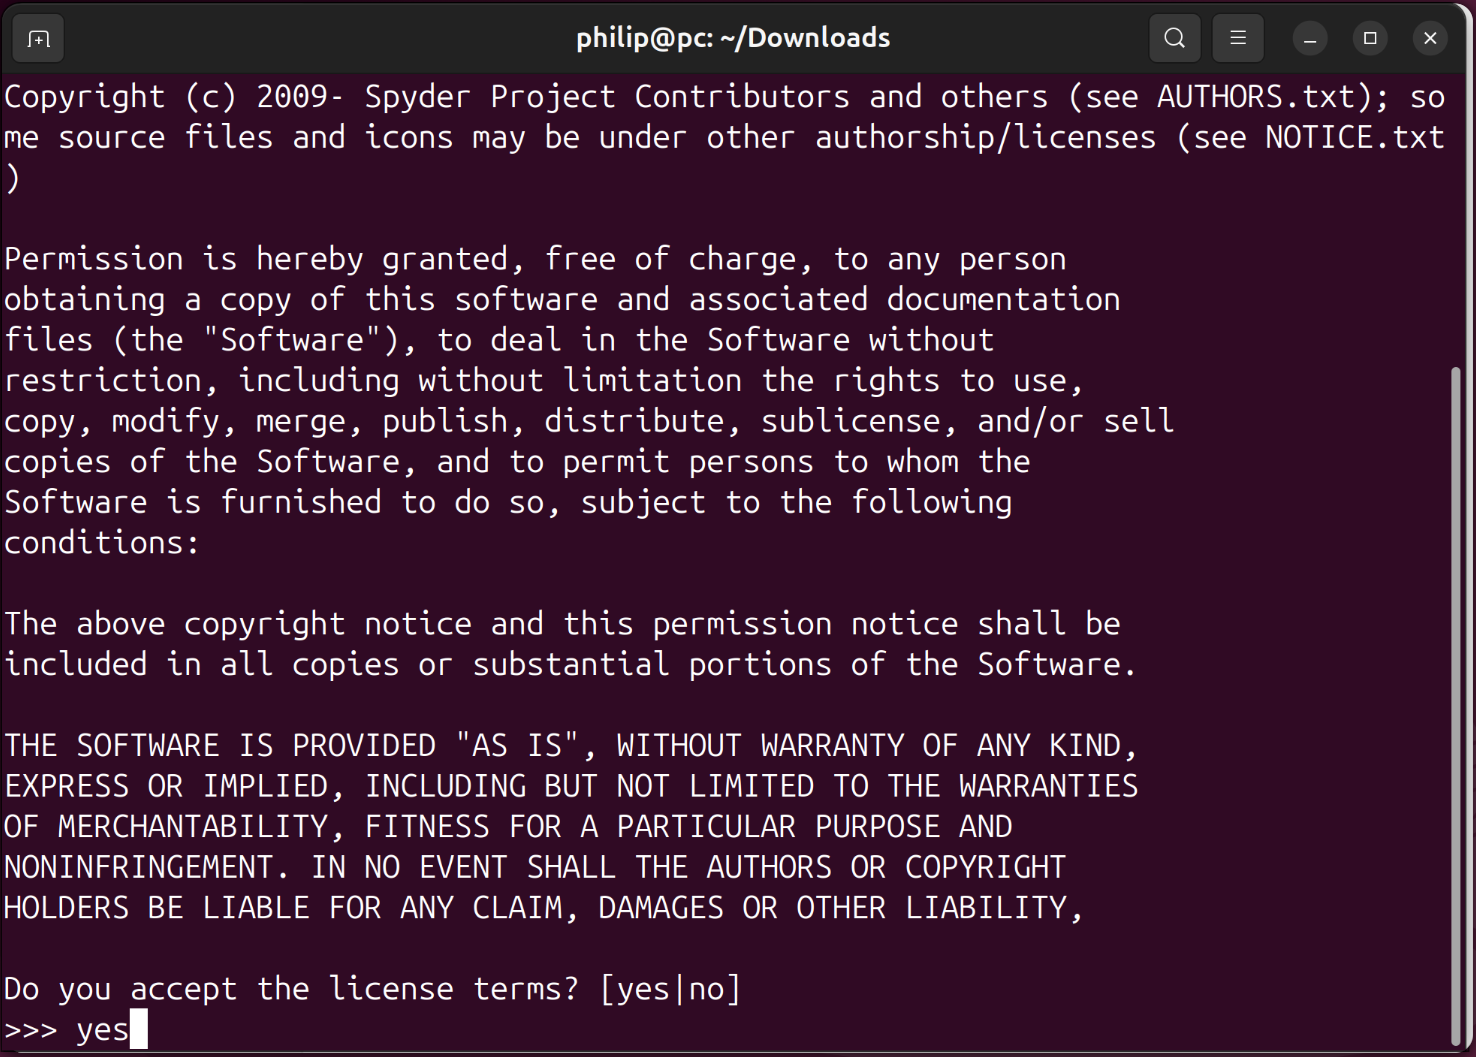 philip@pc: ~/Downloads
Copyright (c) 2009- Spyder Project Contributors and others (see AUTHORS.txt); so
me source files and icons may be under other authorship/licenses (see NOTICE.txt
)
Permission is hereby granted, free of charge, to any person
obtaining a copy of this software and associated documentation
files (the "Software"), to deal in the Software without
restriction, including without limitation the rights to use,
copy, modify, merge, publish, distribute, sublicense, and/or sell
copies of the Software, and to permit persons to whom the
Software is furnished to do so, subject to the following
conditions:
The above copyright notice and this permission notice shall be
included in all copies or substantial portions of the Software.
THE SOFTWARE IS PROVIDED "AS IS", WITHOUT WARRANTY OF ANY KIND,
EXPRESS OR IMPLIED, INCLUDING BUT NOT LIMITED TO THE WARRANTIES
OF MERCHANTABILITY, FITNESS FOR A PARTICULAR PURPOSE AND
NONINFRINGEMENT. IN NO EVENT SHALL THE AUTHORS OR COPYRIGHT
HOLDERS BE LIABLE FOR ANY CLAIM, DAMAGES OR OTHER LIABILITY,
Do you accept the license terms? [yes|no]
>>> yes